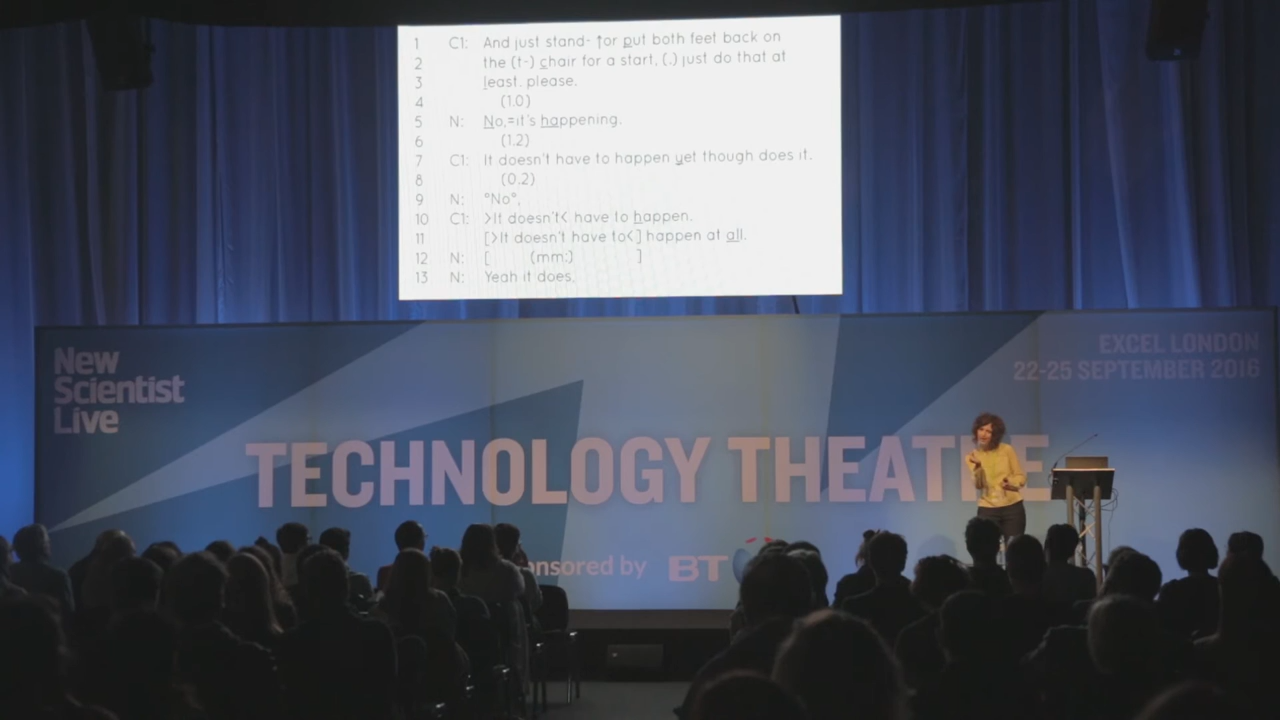 1 C1: And just stand- ↑or put both feet back on
2 the (t-) chair for a start, (.) just do that at
3 least. please.
4 (1.0)
5 N: No,=it's happening.
6 (1.2)
7 C1: It doesn't have to happen yet though does it.
8 (0.2)
9 N: °No°,
10 C1: >It doesn't< have to happen.
11 [>It doesn't have to<] happen at all.
12 N: [ (mm:) ]
13 N: Yeah it does.
New
Scientist
Live
EXCEL LONDON
22-25 SEPTEMBER 2016
TECHNOLOGY THEATRE
onsored by BT